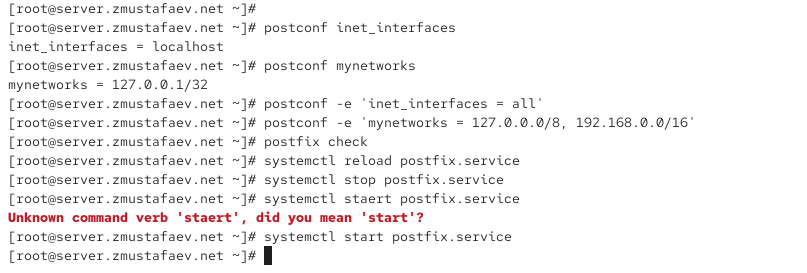 [root@server.zmustafaev.net ~]#
[root@server.zmustafaev.net ~]# postconf inet_interfaces
inet_interfaces = localhost
[root@server.zmustafaev.net ~]# postconf mynetworks
mynetworks = 127.0.0.1/32
[root@server.zmustafaev.net ~]# postconf -e 'inet_interfaces = all'
[root@server.zmustafaev.net ~]# postconf -e 'mynetworks = 127.0.0.0/8, 192.168.0.0/16'
[root@server.zmustafaev.net ~]# postfix check
[root@server.zmustafaev.net ~]# systemctl reload postfix.service
[root@server.zmustafaev.net ~]# systemctl stop postfix.service
[root@server.zmustafaev.net ~]# systemctl staert postfix.service
Unknown command verb 'staert', did you mean 'start'?
[root@server.zmustafaev.net ~]# systemctl start postfix.service
[root@server.zmustafaev.net ~]#